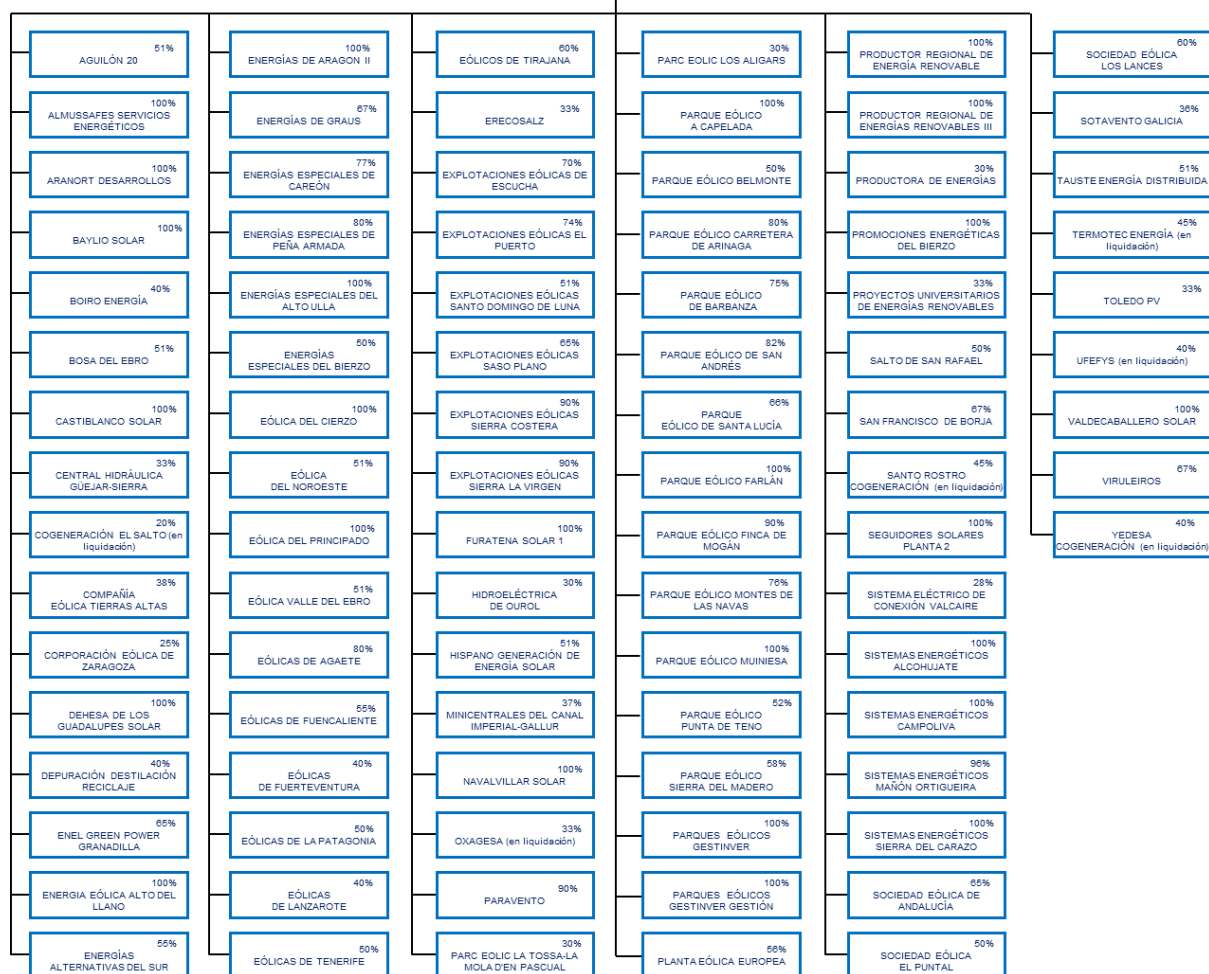 51%
AGUILÓN 20
100%
ALMUSSAFES SERVICIOS
ENERGÉTICOS
100%
ARANORT DESARROLLOS
100%
BAYLIO SOLAR
40%
BOIRO ENERGÍA
51%
BOSA DEL EBRO
100%
CASTIBLANCO SOLAR
33%
CENTRAL HIDRÁULICA
GÜEJAR-SIERRA
20%
COGENERACIÓN EL SALTO (en
liquidación)
38%
COMPAÑÍA
EÓLICA TIERRAS ALTAS
25%
CORPORACIÓN EÓLICA DE
ZARAGOZA
100%
DEHESA DE LOS
GUADALUPES SOLAR
40%
DEPURACIÓN DESTILACIÓN
RECICLAJE
65%
ENEL GREEN POWER
GRANADILLA
100%
ENERGIA EÓLICA ALTO DEL
LLANO
55%
ENERGÍAS
ALTERNATIVAS DEL SUR
100%
ENERGÍAS DE ARAGON II
67%
ENERGÍAS DE GRAUS
77%
ENERGÍAS ESPECIALES DE
CAREÓN
80%
ENERGÍAS ESPECIALES DE
PEÑA ARMADA
100%
ENERGÍAS ESPECIALES DEL
ALTO ULLA
50%
ENERGÍAS
ESPECIALES DEL BIERZO
100%
EÓLICA DEL CIERZO
51%
EÓLICA
DEL NOROESTE
100%
EÓLICA DEL PRINCIPADO
51%
EÓLICA VALLE DEL EBRO
80%
EÓLICAS DE AGAETE
55%
EÓLICAS DE FUENCALIENTE
40%
EÓLICAS
DE FUERTEVENTURA
50%
EÓLICAS DE LA PATAGONIA
40%
EÓLICAS
DE LANZAROTE
50%
EÓLICAS DE TENERIFE
60%
EÓLICOS DE TIRAJANA
33%
ERECOSALZ
70%
EXPLOTACIONES EÓLICAS DE
ESCUCHA
74%
EXPLOTACIONES EÓLICAS EL
PUERTO
51%
EXPLOTACIONES EÓLICAS
SANTO DOMINGO DE LUNA
65%
EXPLOTACIONES EÓLICAS
SASO PLANO
90%
EXPLOTACIONES EÓLICAS
SIERRA COSTERA
90%
EXPLOTACIONES EÓLICAS
SIERRA LA VIRGEN
100%
FURATENA SOLAR 1
30%
HIDROELÉCTRICA
DE OUROL
51%
HISPANO GENERACIÓN DE
ENERGÍA SOLAR
37%
MINICENTRALES DEL CANAL
IMPERIAL-GALLUR
100%
NAVALVILLAR SOLAR
33%
OXAGESA (en liquidación)
90%
PARAVENTO
30%
PARC EOLIC LA TOSSA-LA
MOLA D'EN PASCUAL
30%
PARC EOLIC LOS ALIGARS
100%
PARQUE EÓLICO
A CAPELADA
50%
PARQUE EÓLICO BELMONTE
80%
PARQUE EÓLICO CARRETERA
DE ARINAGA
75%
PARQUE EÓLICO
DE BARBANZA
82%
PARQUE EÓLICO DE SAN
ANDRÉS
66%
PARQUE
EÓLICO DE SANTA LUCÍA
100%
PARQUE EÓLICO FARLÁN
90%
PARQUE EÓLICO FINCA DE
MOGÁN
76%
PARQUE EÓLICO MONTES DE
LAS NAVAS
100%
PARQUE EÓLICO MUINIESA
52%
PARQUE EÓLICO
PUNTA DE TENO
58%
PARQUE EÓLICO
SIERRA DEL MADERO
100%
PARQUES EÓLICOS
GESTINVER
100%
PARQUES EÓLICOS
GESTINVER GESTIÓN
56%
PLANTA EÓLICA EUROPEA
100%
PRODUCTOR REGIONAL DE
ENERGÍA RENOVABLE
100%
PRODUCTOR REGIONAL DE
ENERGÍAS RENOVABLES III
30%
PRODUCTORA DE ENERGÍAS
100%
PROMOCIONES ENERGÉTICAS
DEL BIERZO
33%
PROYECTOS UNIVERSITARIOS
DE ENERGÍAS RENOVABLES
50%
SALTO DE SAN RAFAEL
67%
SAN FRANCISCO DE BORJA
45%
SANTO ROSTRO
COGENERACIÓN (en liquidación)
100%
SEGUIDORES SOLARES
PLANTA 2
28%
SISTEMA ELÉCTRICO DE
CONEXIÓN VALCAIRE
100%
SISTEMAS ENERGÉTICOS
ALCOHUJATE
100%
SISTEMAS ENERGÉTICOS
CAMPOLIVA
96%
SISTEMAS ENERGÉTICOS
MAÑÓN ORTIGUEIRA
100%
SISTEMAS ENERGÉTICOS
SIERRA DEL CARAZO
65%
SOCIEDAD EÓLICA DE
ANDALUCÍA
50%
SOCIEDAD EÓLICA
EL PUNTAL
60%
SOCIEDAD EÓLICA
LOS LANCES
36%
SOTAVENTO GALICIA
51%
TAUSTE ENERGÍA DISTRIBUIDA
45%
TERMOTEC ENERGÍA (en
liquidación)
33%
TOLEDO PV
40%
UFEFYS (en liquidación)
100%
VALDECABALLERO SOLAR
67%
VIRULEIROS
40%
YEDESA
COGENERACIÓN (en liquidación)